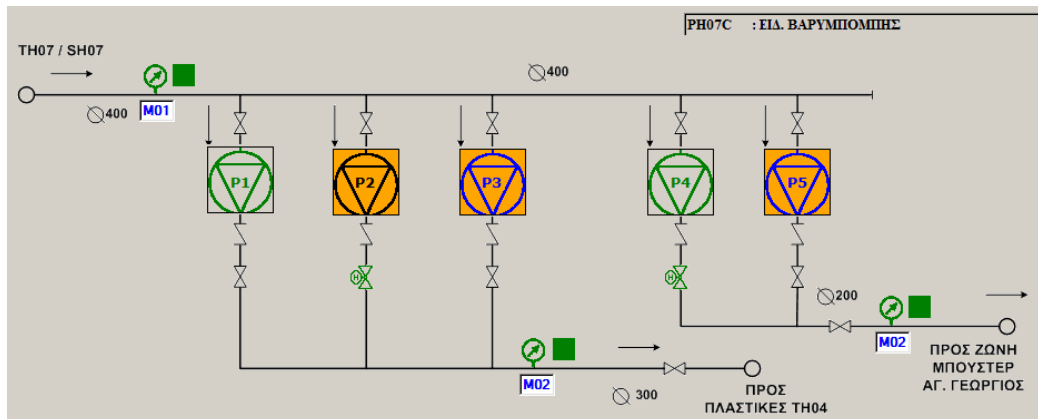 PH07C : ΕΙΔ. ΒΑΡΥΜΠΟΜΠΗΣ
TH07 / SH07
400
400
M01
P1
P2
P3
P4
P5
H
H
200
M02
M02
300
ΠΡΟΣ
ΠΛΑΣΤΙΚΕΣ TH04
ΠΡΟΣ ΖΩΝΗ
ΜΠΟΥΣΤΕΡ
ΑΓ. ΓΕΩΡΓΙΟΣ